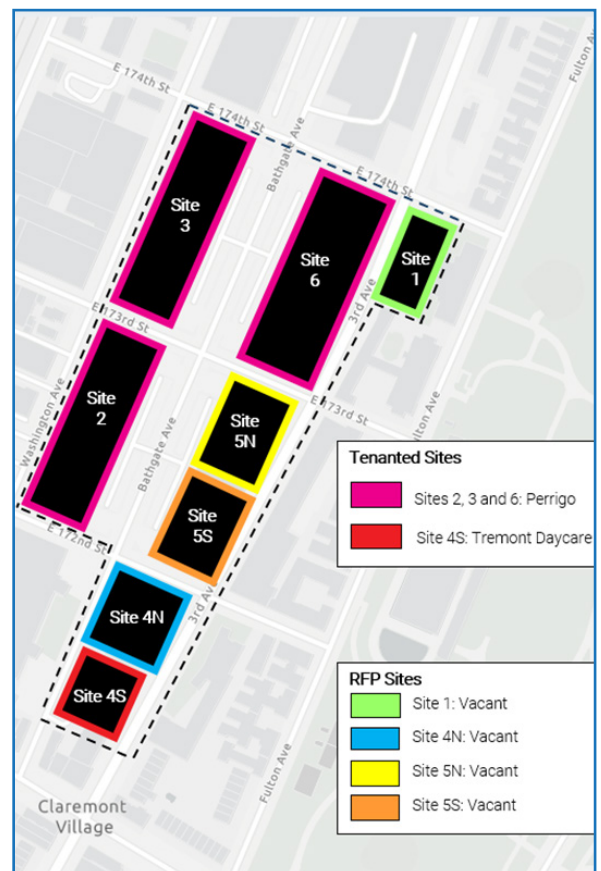 Fulton A
E 174th St
E 174th St
Bathgate Ave
E 174th St
Site
3
Site
6
Site
1
3rd Ave
E 173rd St
Site
2
Washington Ave
Bathgate Ave
Site
5N
E 173rd St
ulton Ave
Site
5S
E 172nd St
3rd Av
Site 4N
Site 4S
Fulton Ave
Claremont
Village
Tenanted Sites
Sites 2, 3 and 6: Perrigo
Site 4S: Tremont Daycare
RFP Sites
Site 1: Vacant
Site 4N: Vacant
Site 5N: Vacant
Site 5S: Vacant